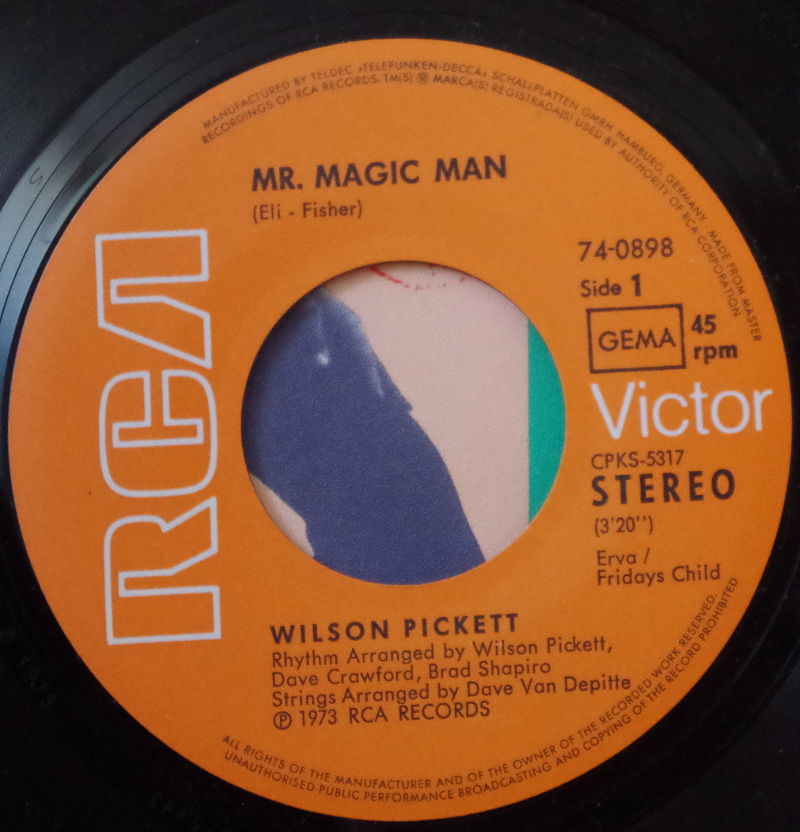 MANUFACTURED BY TELDEC »TELEFUNKEN-DECCA« SCHALLPLATTEN GMBH, HAMBURG, GERMANY MADE FROM MASTER
RECORDINGS OF RCA RECORDS. TM(S) ® MARCA(S) REGISTRADA(S) USED BY AUTHORITY OF RCA CORPORATION
MR. MAGIC MAN
(Eli - Fisher)
RCA
74-0898
Side 1
GEMA
45
rpm
Victor
CPKS-5317
STEREO
(3'20'')
Erva /
Fridays Child
WILSON PICKETT
Rhythm Arranged by Wilson Pickett,
Dave Crawford, Brad Shapiro
Strings Arranged by Dave Van Depitte
℗ 1973 RCA RECORDS
ALL RIGHTS OF THE MANUFACTURER AND OF THE OWNER OF THE RECORDED WORK RESERVED.
UNAUTHORISED PUBLIC PERFORMANCE BROADCASTING AND COPYING OF THE RECORD PROHIBITED